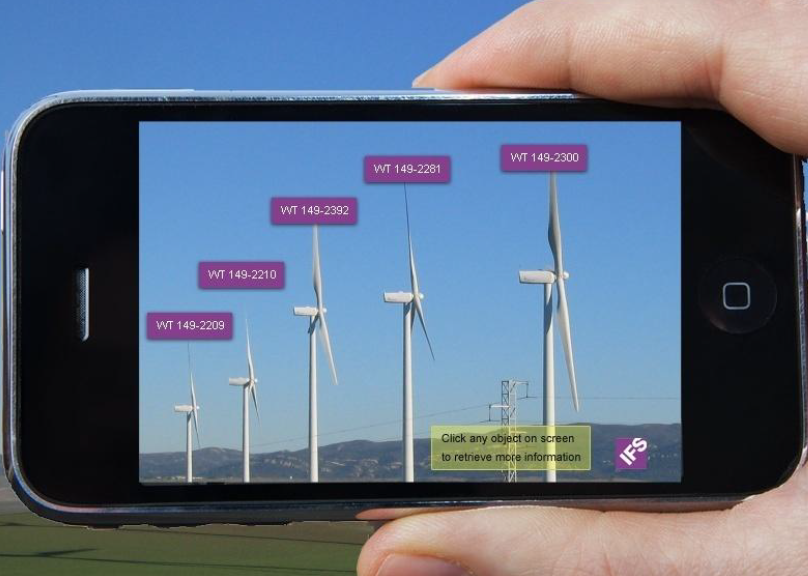 WT 149-2300
WT 149-2281
WT 149-2392
WT 149-2210
WT 149-2209
Click any object on screen
to retrieve more information
IFS